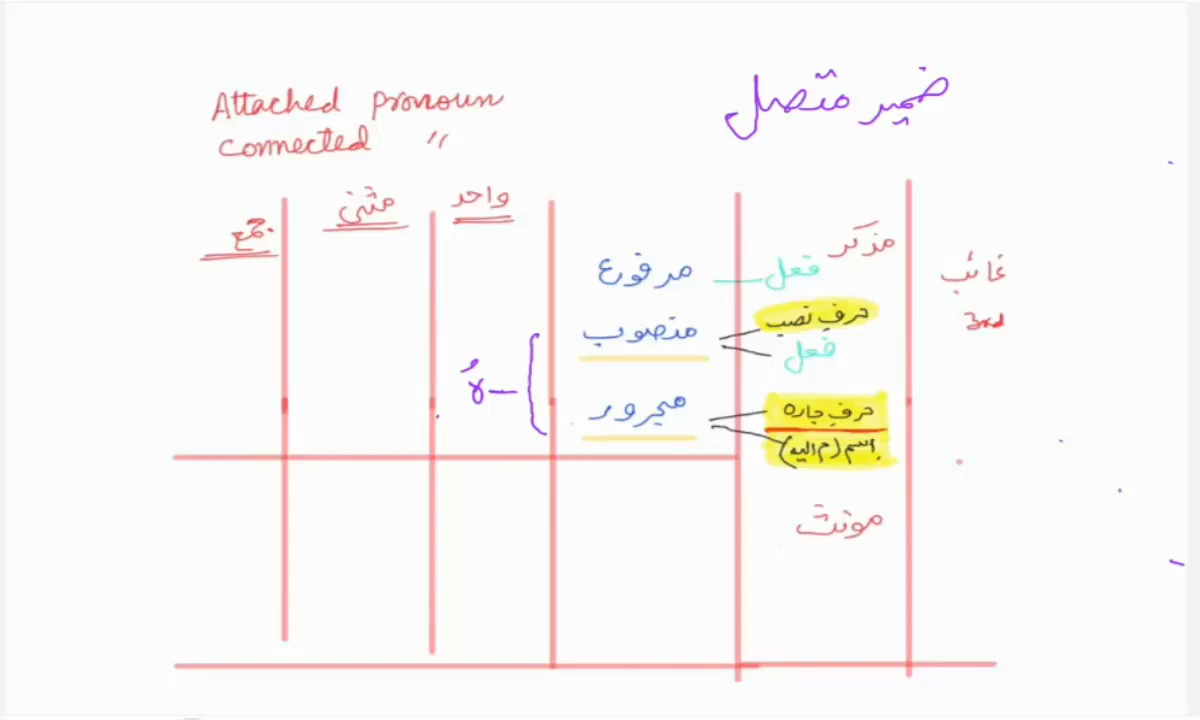 ضمیر متصل
Attached pronoun
connected  〃
واحد
مثنیٰ
جمع
غائب
3rd
مذکر
مرفوع — فعل
منصوب
حرفِ نصب
فعل
هُ
مجرور
حرفِ جارہ
اسم (م الیه)
مونث